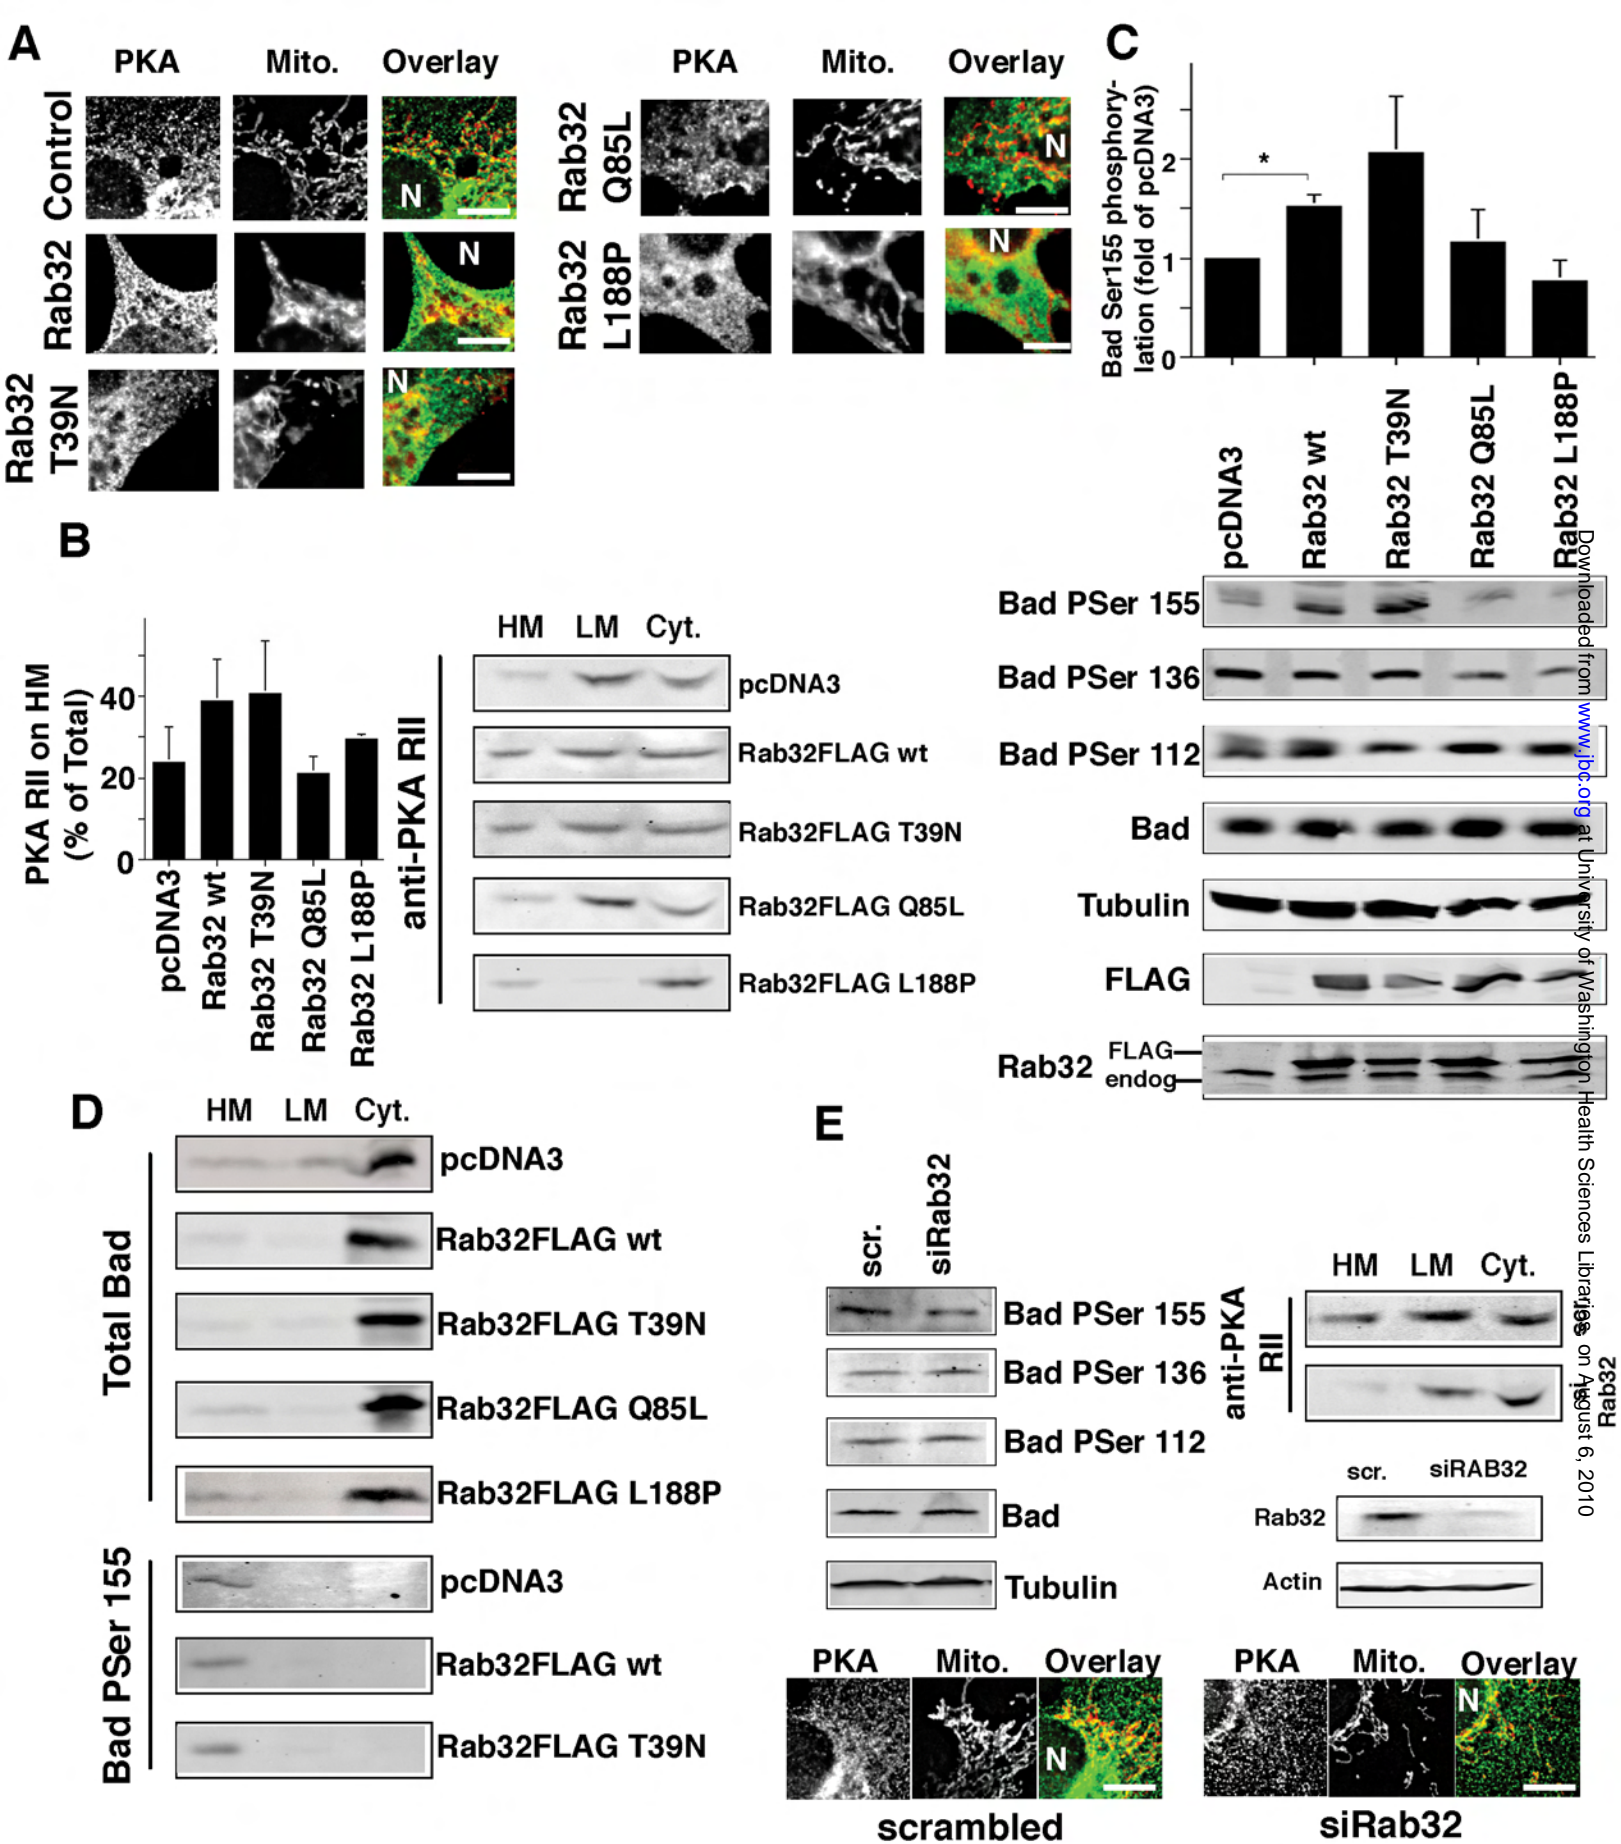 A
PKA Mito. Overlay
Control
N
Rab32
N
Rab32
T39N
N
PKA Mito. Overlay
Rab32
Q85L
N
Rab32
L188P
N
C
Bad Ser155 phosphory-
lation (fold of pcDNA3)
2
1
0
*
pcDNA3
Rab32 wt
Rab32 T39N
Rab32 Q85L
Rab32 L188P
Bad PSer 155
Bad PSer 136
Bad PSer 112
Bad
Tubulin
FLAG
Rab32
FLAG
endog
B
PKA RII on HM
(% of Total)
40
20
0
pcDNA3
Rab32 wt
Rab32 T39N
Rab32 Q85L
Rab32 L188P
anti-PKA RII
HM LM Cyt.
pcDNA3
Rab32FLAG wt
Rab32FLAG T39N
Rab32FLAG Q85L
Rab32FLAG L188P
D
HM LM Cyt.
Total Bad
pcDNA3
Rab32FLAG wt
Rab32FLAG T39N
Rab32FLAG Q85L
Rab32FLAG L188P
Bad PSer 155
pcDNA3
Rab32FLAG wt
Rab32FLAG T39N
E
scr.
siRab32
Bad PSer 155
Bad PSer 136
Bad PSer 112
Bad
Tubulin
anti-PKA
RII
HM LM Cyt.
Rab32
scr. siRAB32
Rab32
Actin
PKA Mito. Overlay
N
scrambled
PKA Mito. Overlay
N
siRab32
Downloaded from www.jbc.org at University of Washington Health Sciences Libraries on August 6, 2010